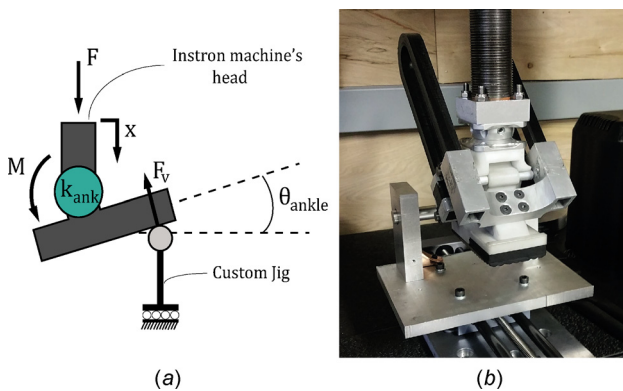 F
Instron machine's
head
x
M
k_ank
F_v
θ_ankle
Custom Jig
(a)
(b)